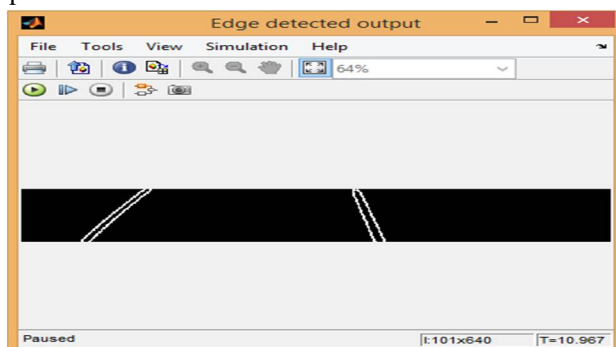 Edge detected output
File Tools View Simulation Help
64%
Paused I:101x640 T=10.967